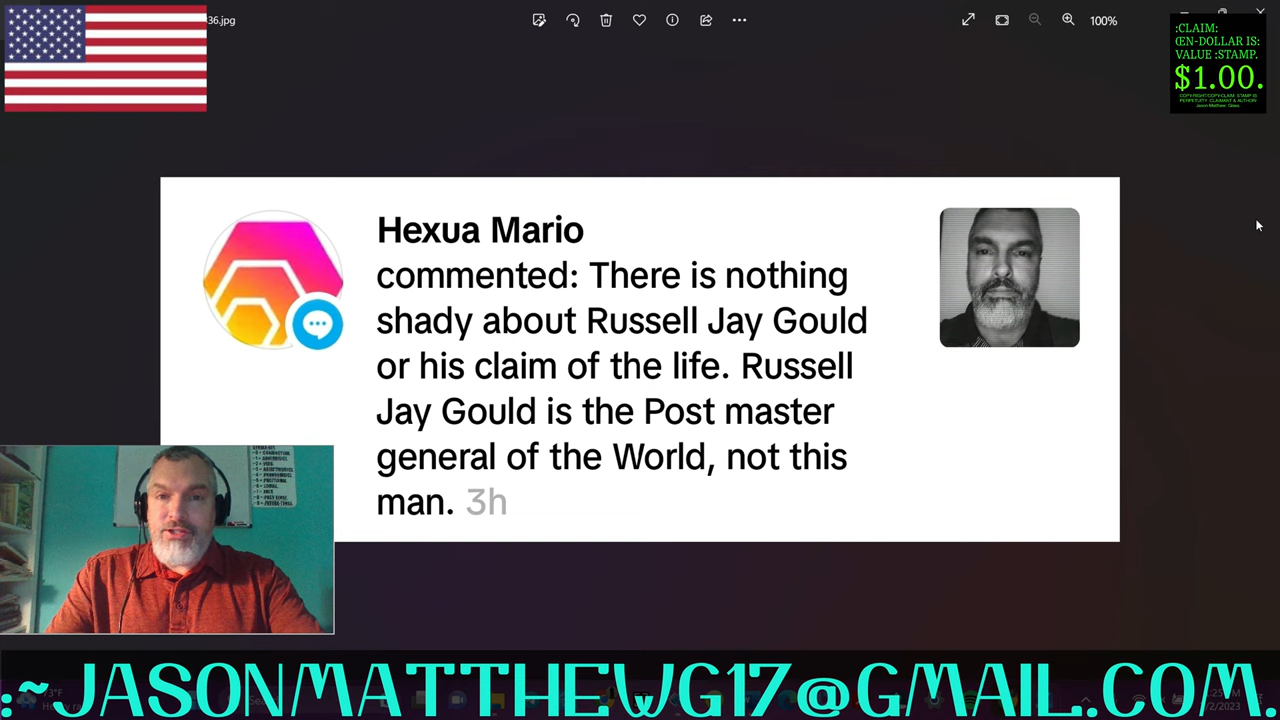 36.jpg
100%
:CLAIM:
ŒN-DOLLAR IS:
VALUE :STAMP.
$1.00.
Hexua Mario
commented: There is nothing
shady about Russell Jay Gould
or his claim of the life. Russell
Jay Gould is the Post master
general of the World, not this
man. 3h
:~JASONMATTHEWG17@GMAIL.COM.
73°F